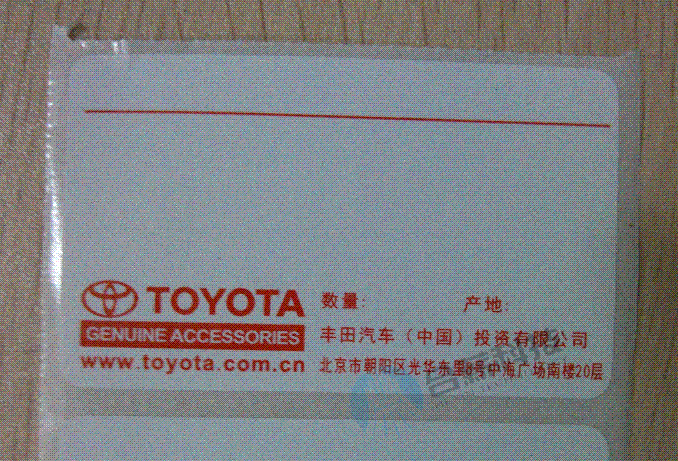 TOYOTA
数量:
产地:
GENUINE ACCESSORIES
丰田汽车（中国）投资有限公司
www.toyota.com.cn
北京市朝阳区光华东里8号中海广场南楼20层